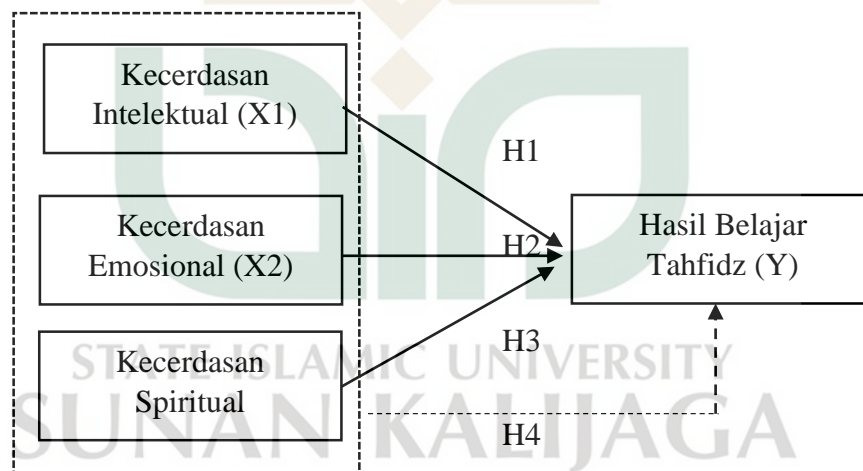 Kecerdasan
Intelektual (X1)
H1
Kecerdasan
Emosional (X2)
H2
Hasil Belajar
Tahfidz (Y)
Kecerdasan
Spiritual
H3
H4
STATE ISLAMIC UNIVERSITY
SUNAN KALIJAGA